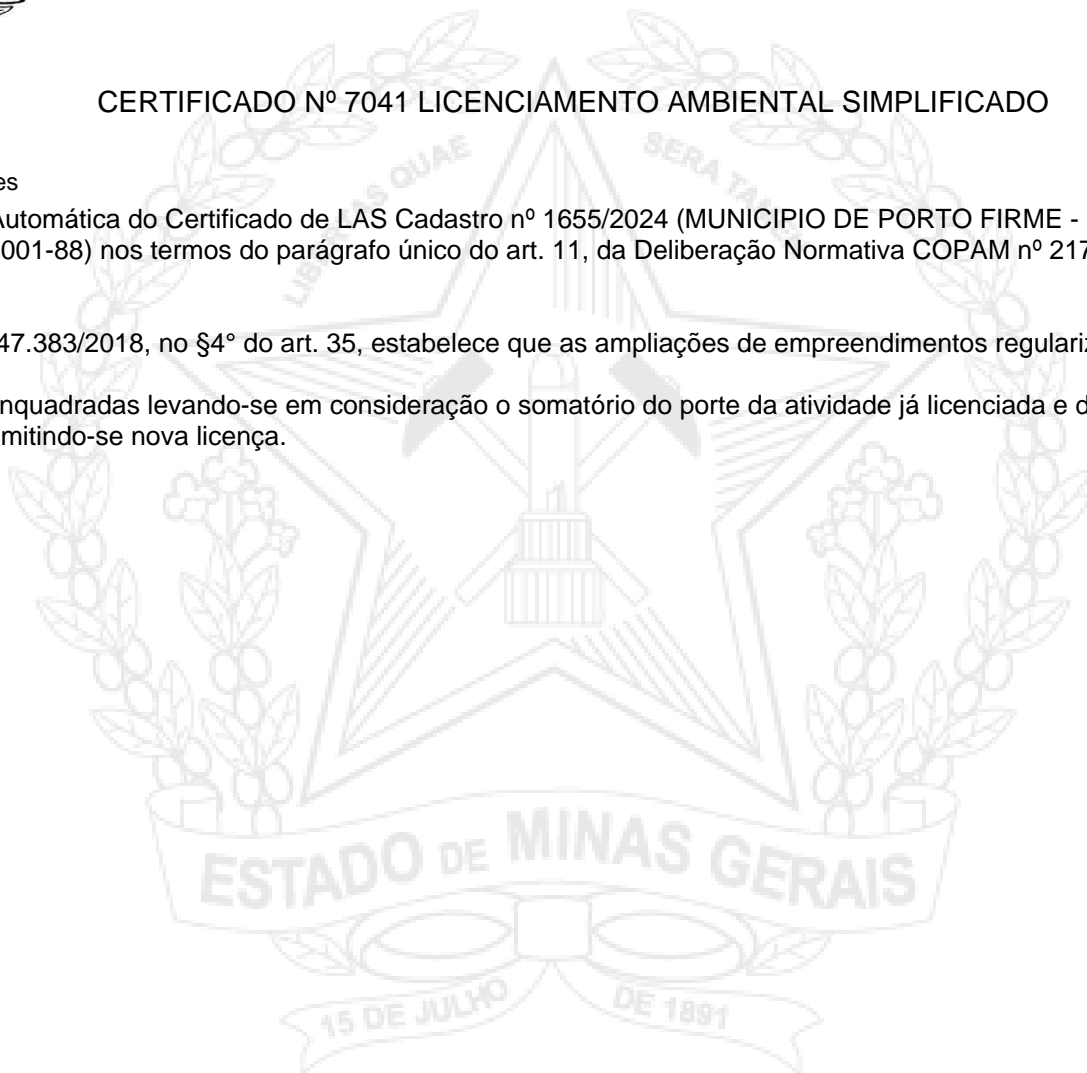 CERTIFICADO Nº 7041 LICENCIAMENTO AMBIENTAL SIMPLIFICADO
es
Automática do Certificado de LAS Cadastro nº 1655/2024 (MUNICIPIO DE PORTO FIRME -
001-88) nos termos do parágrafo único do art. 11, da Deliberação Normativa COPAM nº 217
47.383/2018, no §4° do art. 35, estabelece que as ampliações de empreendimentos regulariz
nquadradas levando-se em consideração o somatório do porte da atividade já licenciada e d
mitindo-se nova licença.
LIBERTAS QUAE SERA TAMEN
ESTADO DE MINAS GERAIS
15 DE JULHO DE 1891